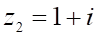 z₂ = 1 + i